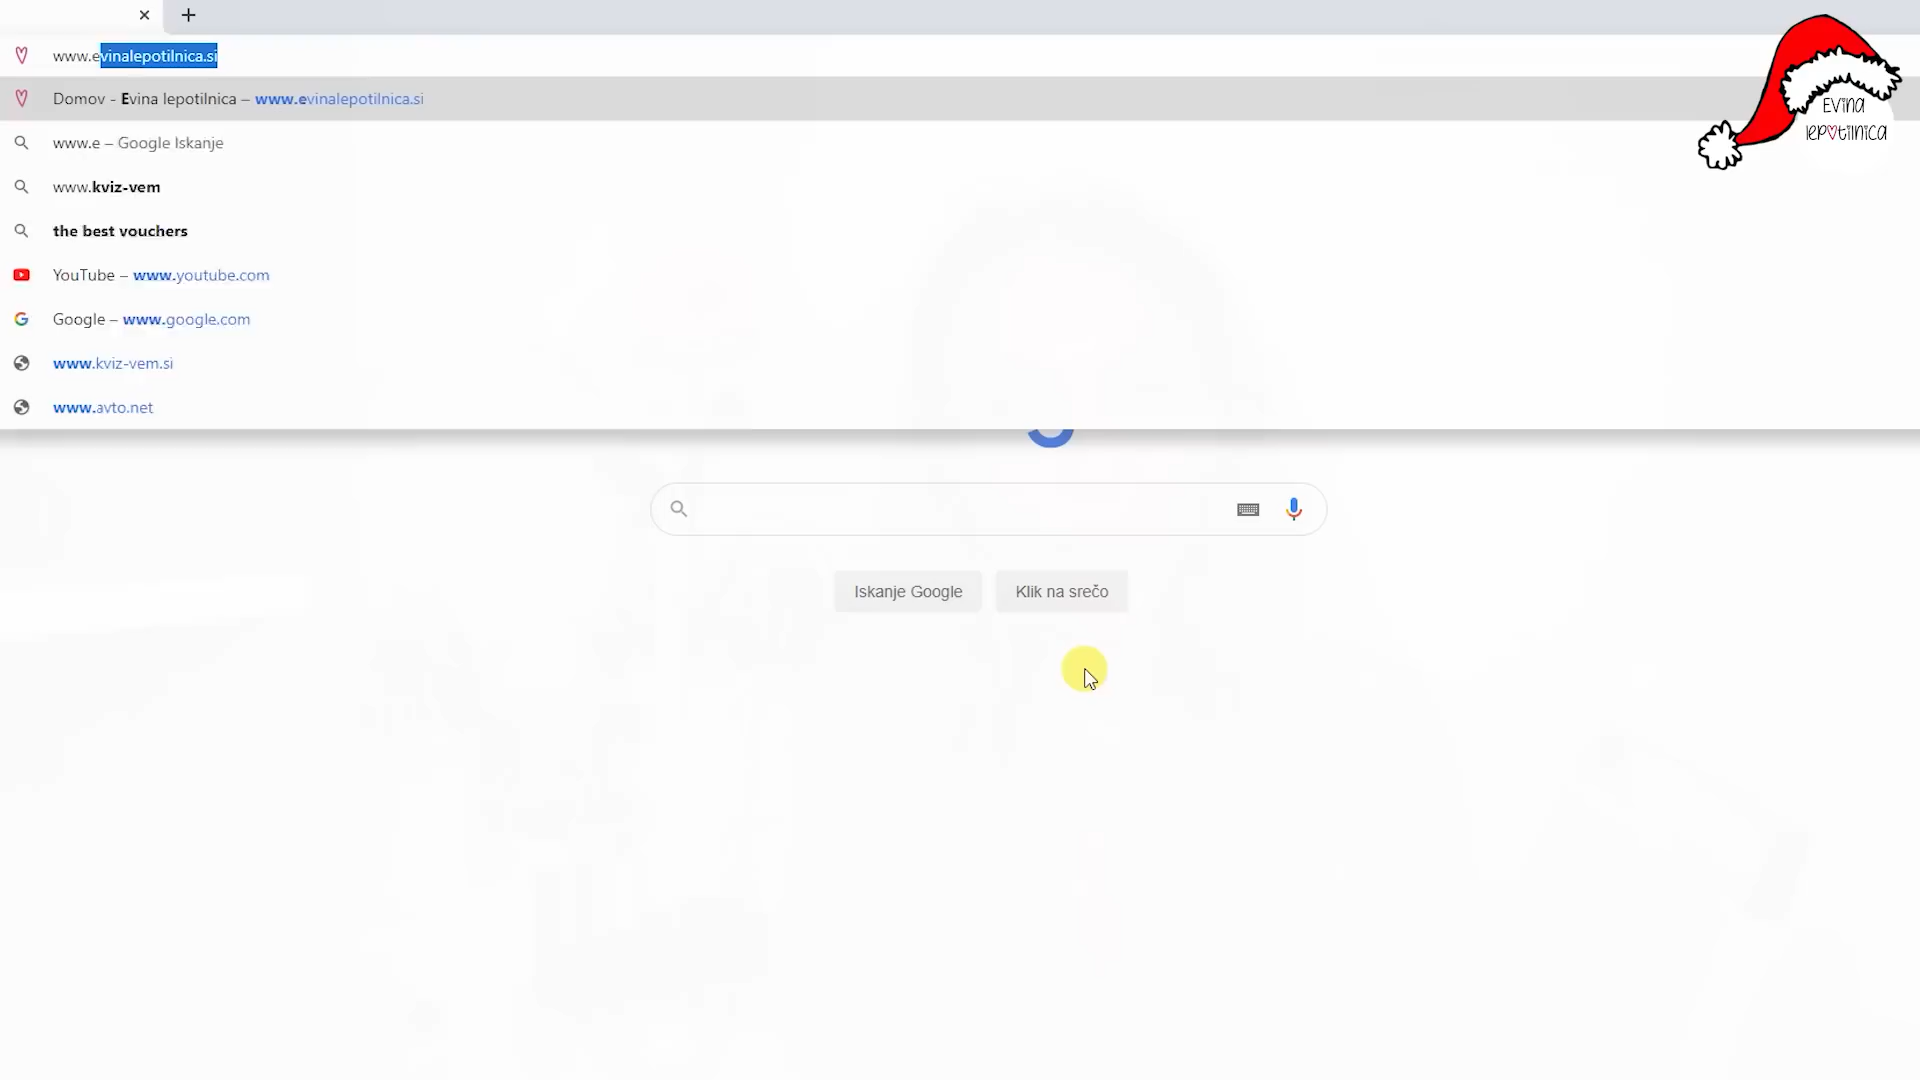 www.evinalepotilnica.si
Domov - Evina lepotilnica – www.evinalepotilnica.si
www.e – Google Iskanje
www.kviz-vem
the best vouchers
YouTube – www.youtube.com
Google – www.google.com
www.kviz-vem.si
www.avto.net
Iskanje Google
Klik na srečo
EVINA
lepotilnica